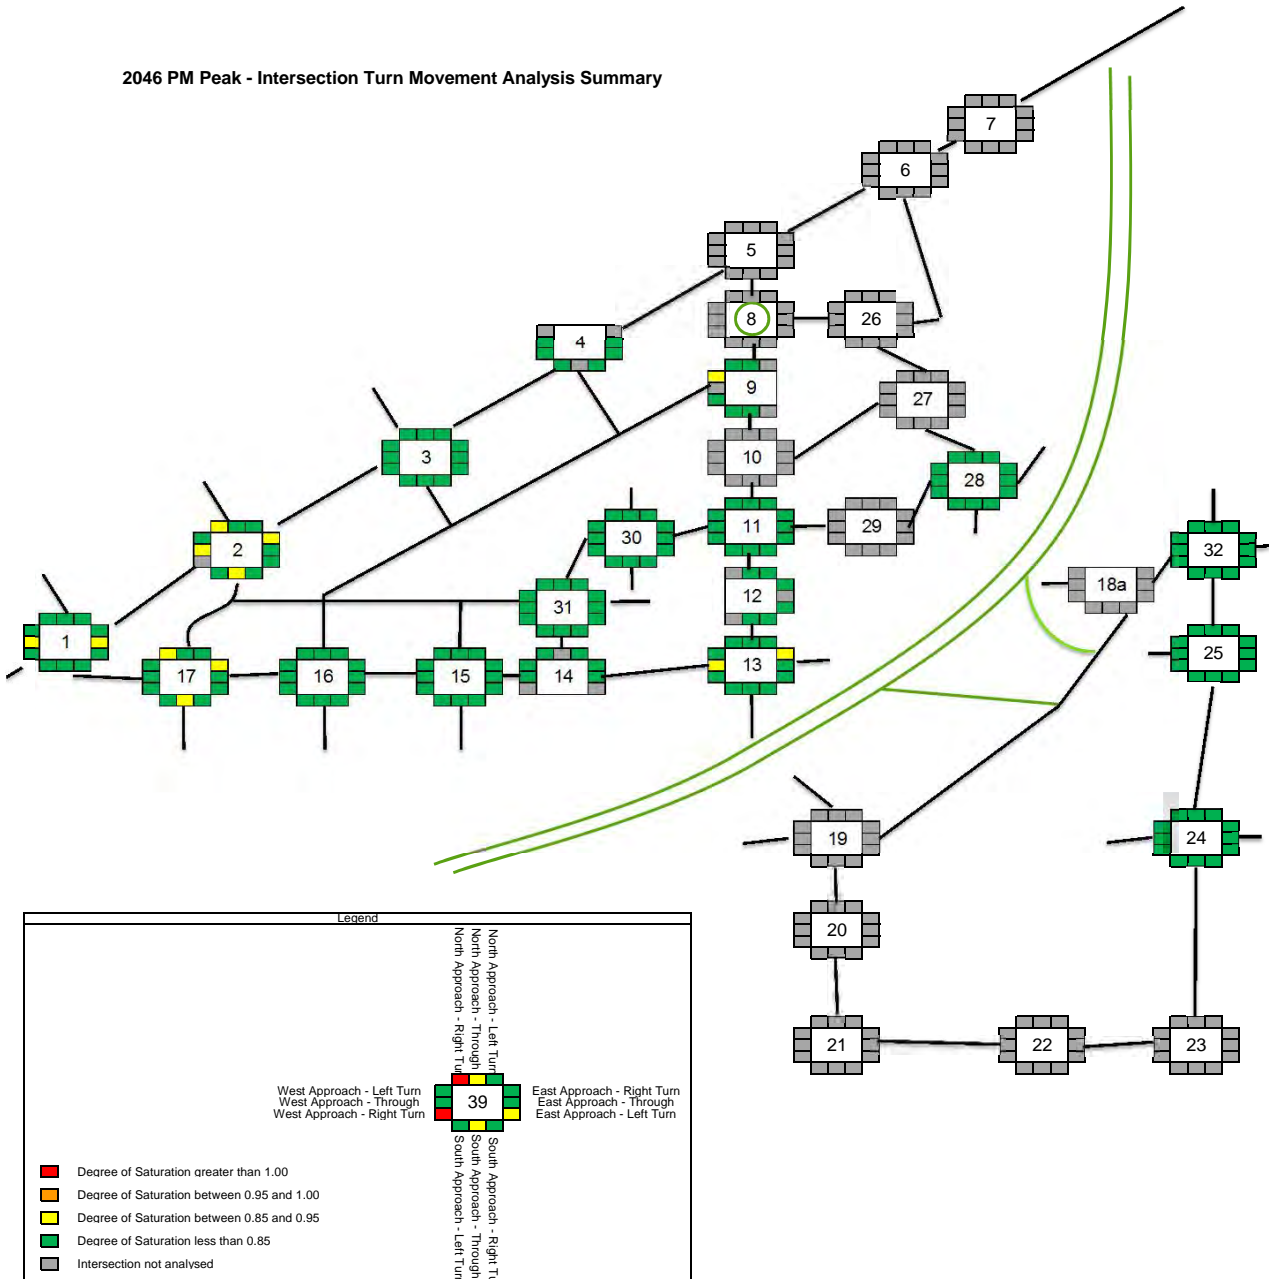 2046 PM Peak - Intersection Turn Movement Analysis Summary
7
6
5
8
26
4
9
27
3
10
28
2
11
29
30
32
18a
12
31
1
25
17
16
15
14
13
19
24
20
21
22
23
Legend
North Approach - Right Tur
North Approach - Through
North Approach - Left Turn
West Approach - Left Turn
West Approach - Through
West Approach - Right Turn
39
East Approach - Right Turn
East Approach - Through
East Approach - Left Turn
South Approach - Left Turn
South Approach - Through
South Approach - Right Tu
Degree of Saturation greater than 1.00
Degree of Saturation between 0.95 and 1.00
Degree of Saturation between 0.85 and 0.95
Degree of Saturation less than 0.85
Intersection not analysed